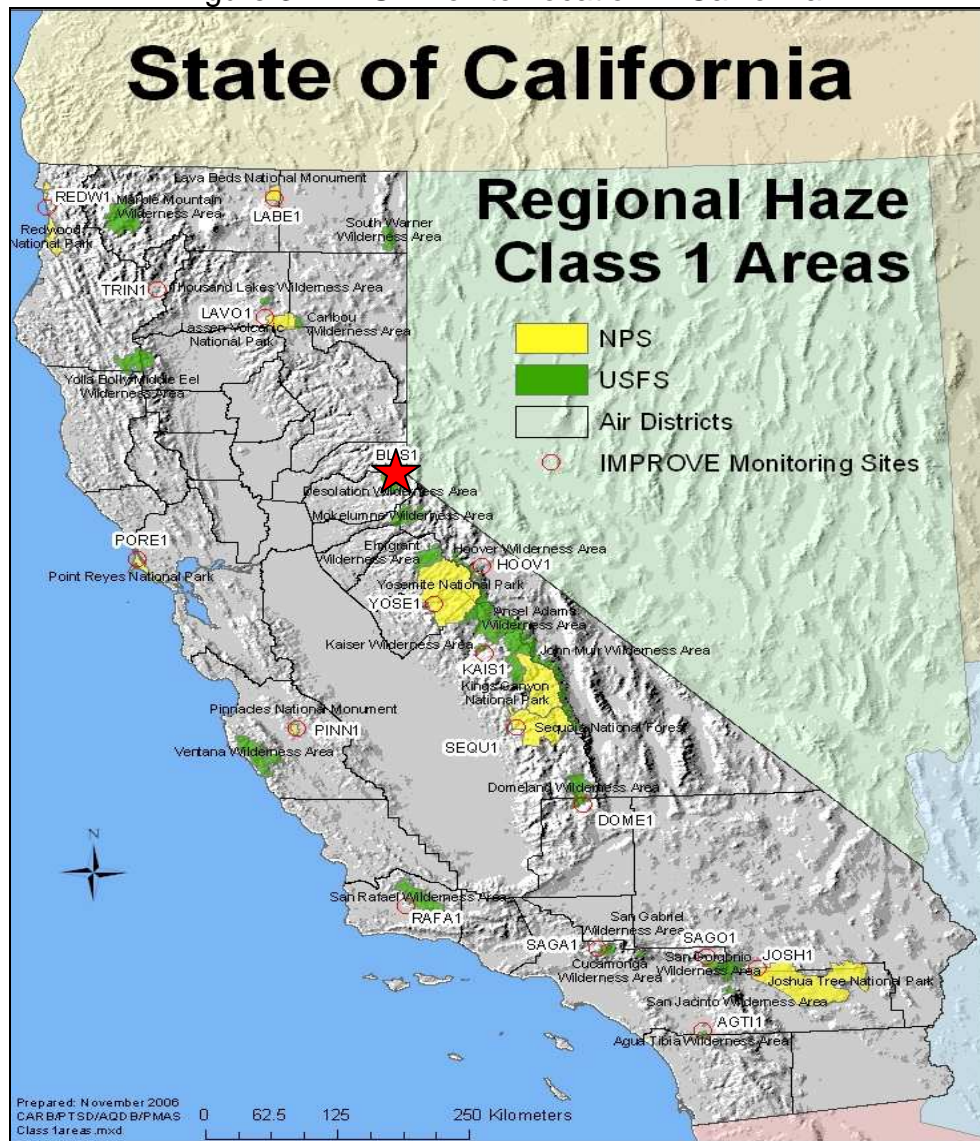 State of California
Regional Haze
Class 1 Areas
NPS
USFS
Air Districts
IMPROVE Monitoring Sites
Lava Beds National Monument
REDW1
Marble Mountain
Wilderness Area
LABE1
South Warner
Wilderness Area
Redwood
National Park
TRIN1
Thousand Lakes Wilderness Area
LAVO1
Lassen Volcanic
National Park
Caribou
Wilderness Area
Yolla Bolly Middle Eel
Wilderness Area
Desolation Wilderness Area
Mokelumne Wilderness Area
PORE1
Point Reyes National Park
Emigrant
Wilderness Area
Hoover Wilderness Area
HOOV1
Yosemite National Park
YOSE1
Ansel Adams
Wilderness Area
Kaiser Wilderness Area
John Muir Wilderness Area
KAIS1
Kings Canyon
National Park
Pinnacles National Monument
PINN1
Sequoia National Forest
SEQU1
Ventana Wilderness Area
Domeland Wilderness Area
DOME1
N
San Rafael Wilderness Area
RAFA1
San Gabriel
Wilderness Area
SAGA1
SAGO1
JOSH1
Cucamonga
Wilderness Area
San Gorgonio
Wilderness Area
Joshua Tree National Park
San Jacinto Wilderness Area
AGTI1
Agua Tibia Wilderness Area
Prepared: November 2006
CARB/PTSD/AQDB/PMAS
Class1areas.mxd
0 62.5 125 250 Kilometers